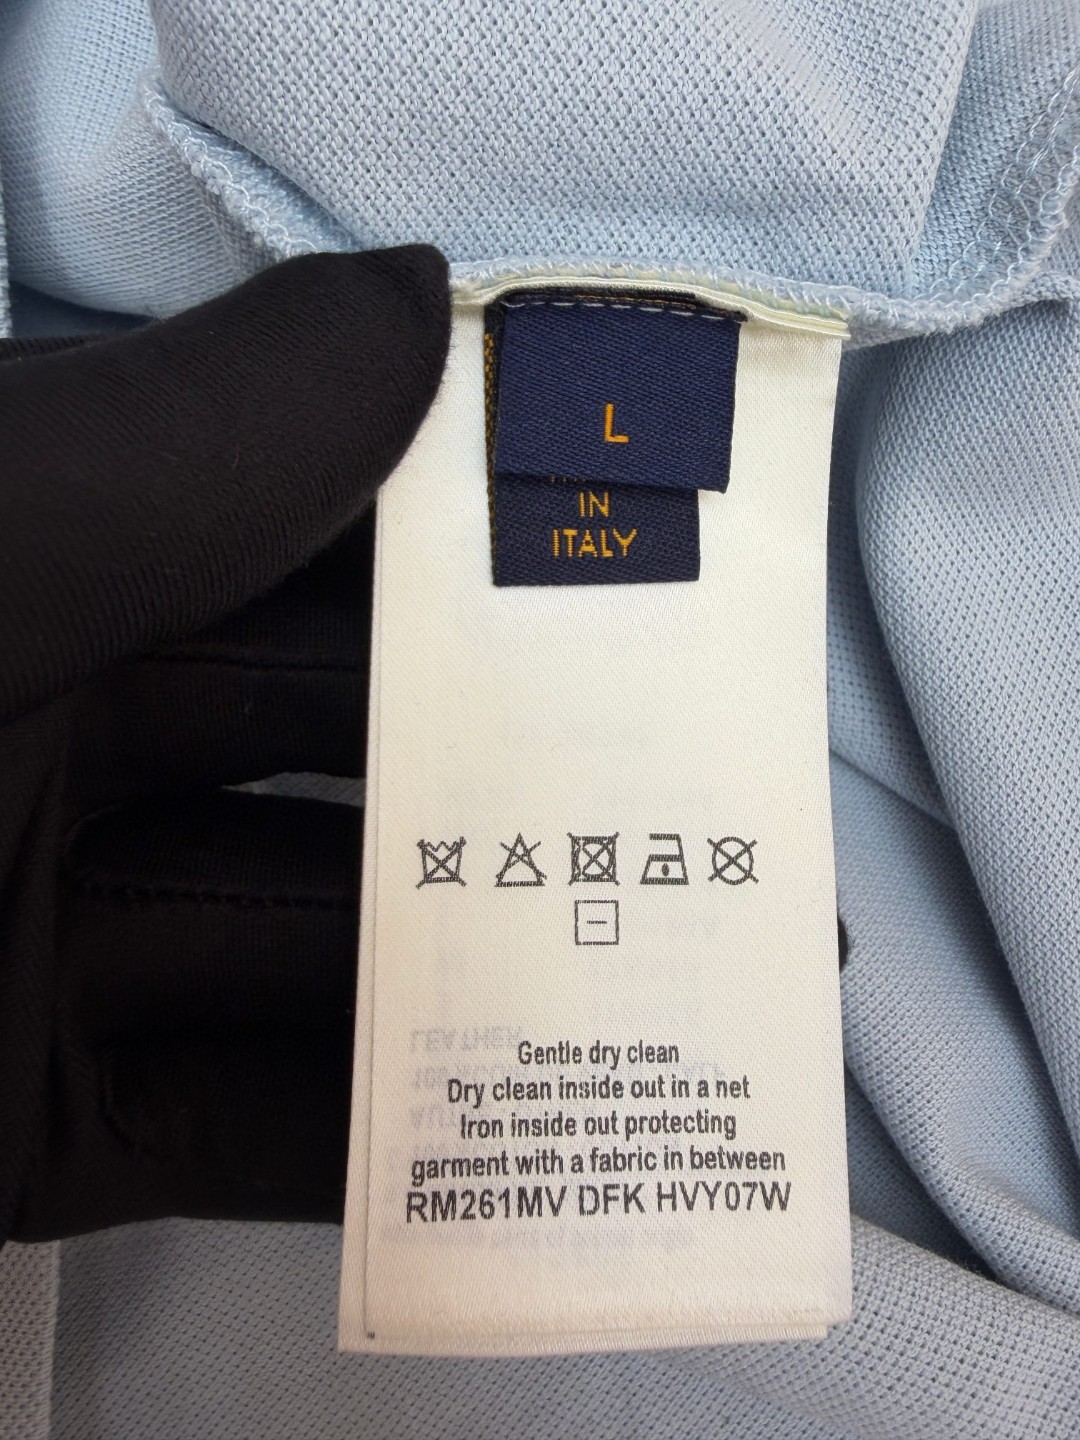 L
IN
ITALY
Gentle dry clean
Dry clean inside out in a net
Iron inside out protecting
garment with a fabric in between
RM261MV DFK HVY07W
LEATHER